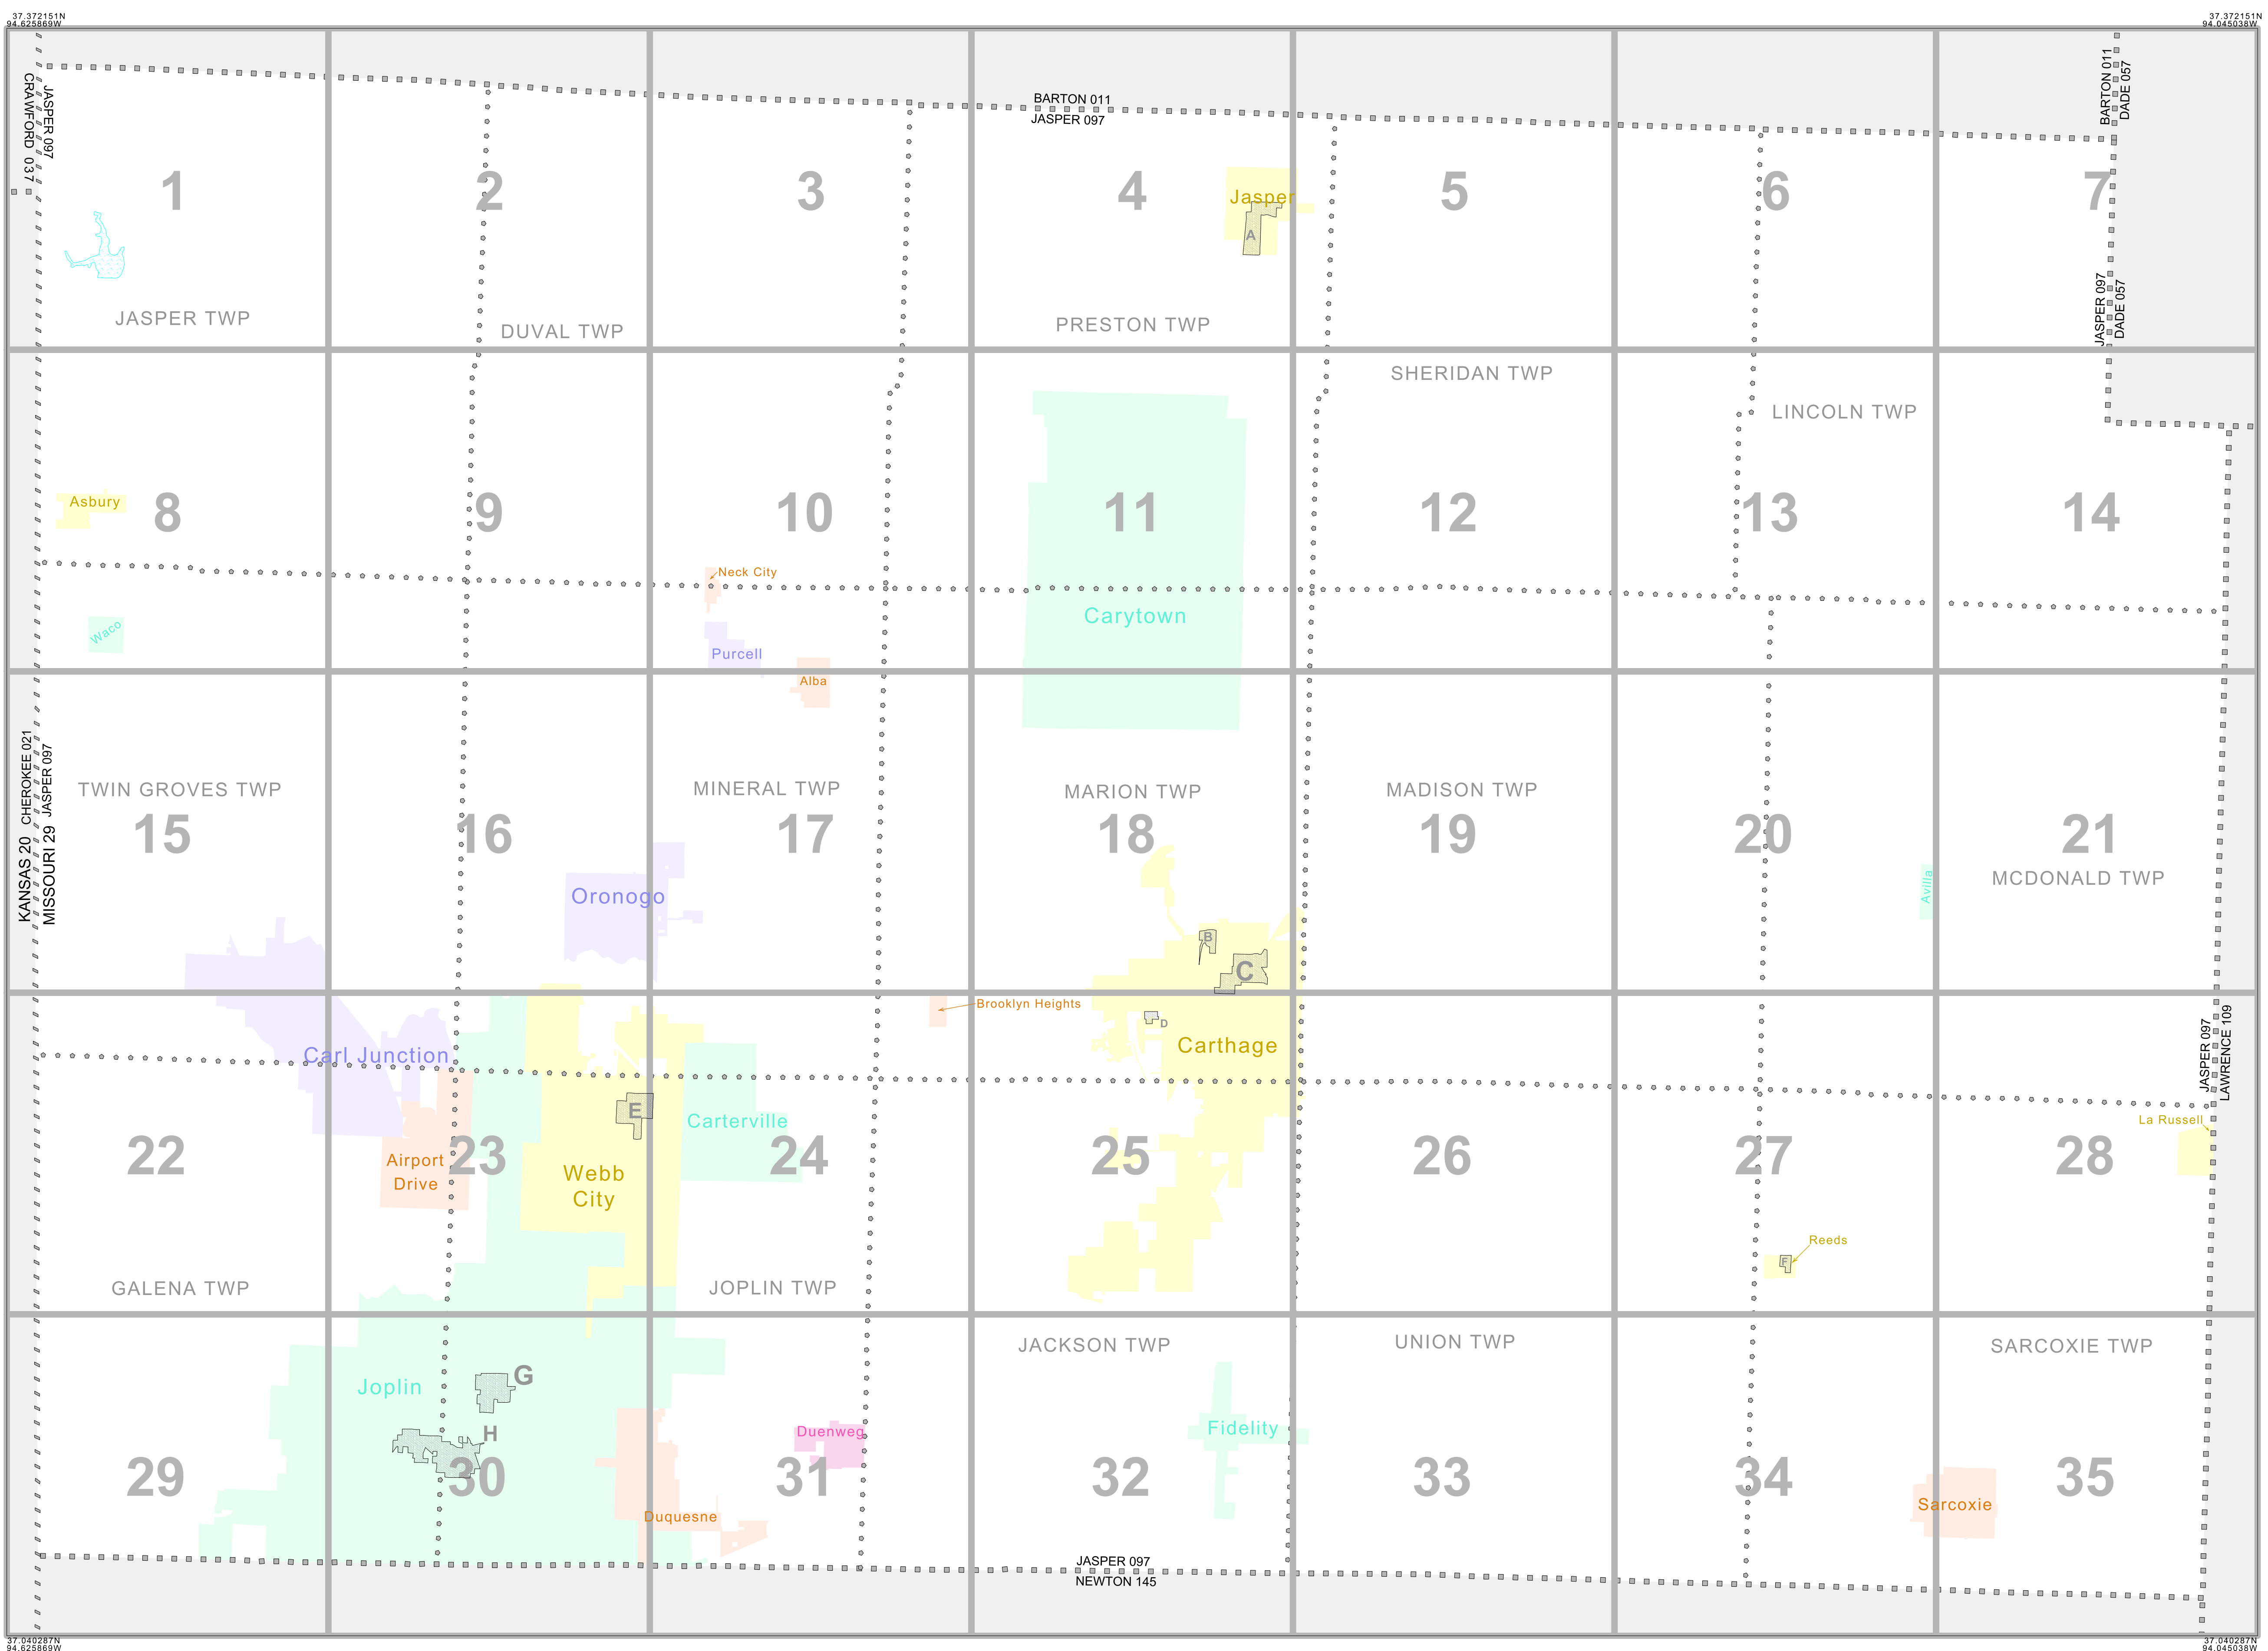 37.372151N
94.625869W
37.372151N
94.045038W
CRAWFORD 037
JASPER 097
BARTON 011
JASPER 097
BARTON 011
DADE 057
1
2
3
4
5
6
7
Jasper
A
JASPER 097
DADE 057
JASPER TWP
DUVAL TWP
PRESTON TWP
SHERIDAN TWP
LINCOLN TWP
Asbury
8
9
10
11
12
13
14
Neck City
Waco
Carytown
Purcell
Alba
KANSAS 20 CHEROKEE 021
MISSOURI 29 JASPER 097
TWIN GROVES TWP
MINERAL TWP
MARION TWP
MADISON TWP
15
16
17
18
19
20
21
MCDONALD TWP
Oronogo
Avilla
B
C
Brooklyn Heights
D
Carl Junction
Carthage
JASPER 097
LAWRENCE 109
E
Carterville
La Russell
22
Airport
Drive
23
Webb
City
24
25
26
27
28
Reeds
F
GALENA TWP
JOPLIN TWP
JACKSON TWP
UNION TWP
SARCOXIE TWP
G
Joplin
H
Duenweg
Fidelity
29
30
31
32
33
34
35
Duquesne
Sarcoxie
JASPER 097
NEWTON 145
37.040287N
94.625869W
37.040287N
94.045038W